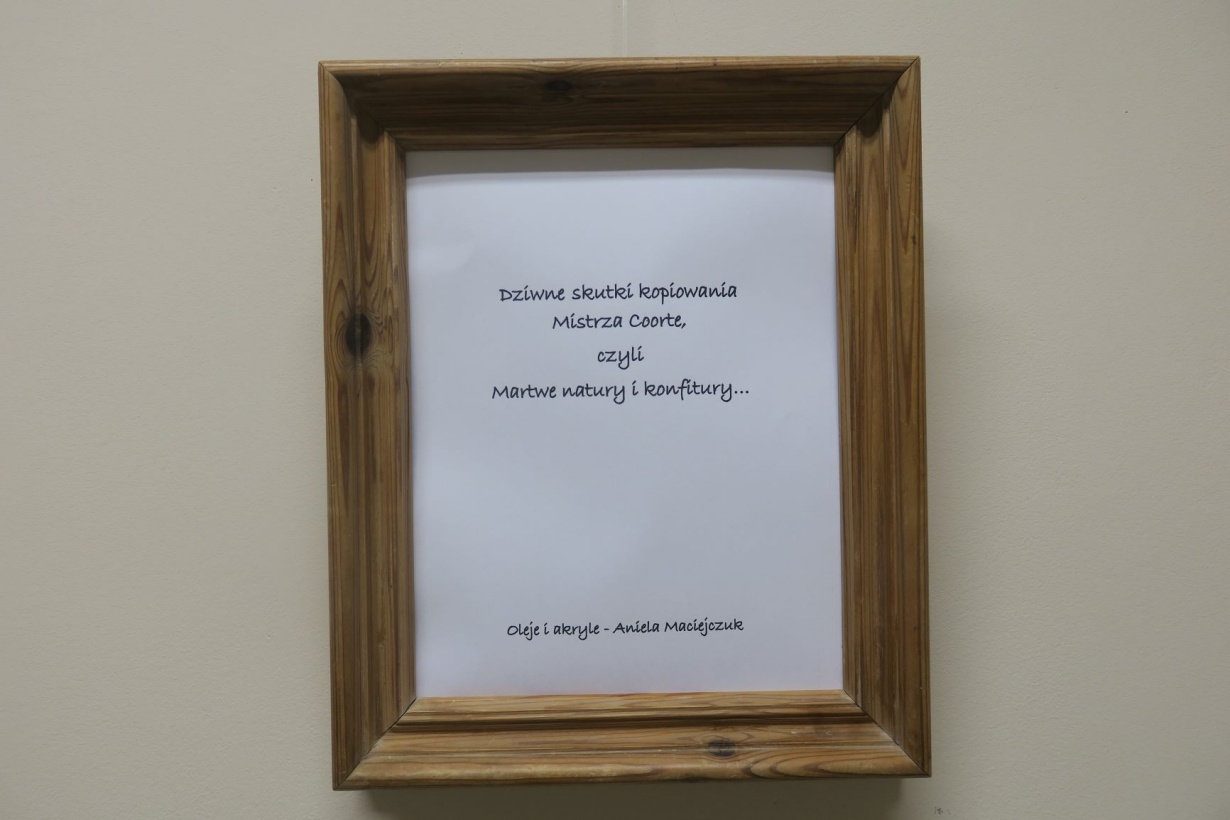 Dziwne skutki kopiowania
Mistrza Coorte,
czyli
Martwe natury i konfitury...
Oleje i akryle - Aniela Maciejczuk